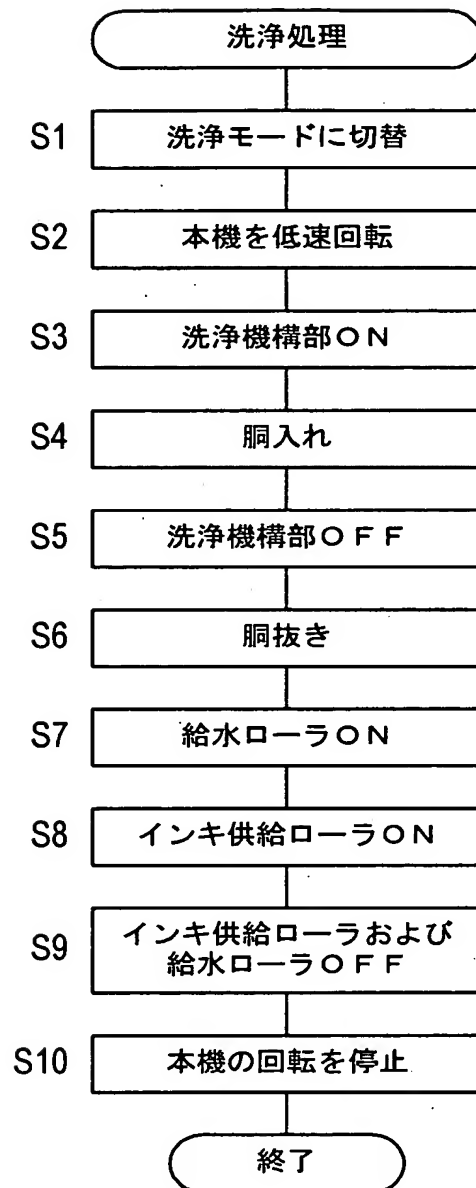 洗浄処理
S1 洗浄モードに切替
S2 本機を低速回転
S3 洗浄機構部ON
S4 胴入れ
S5 洗浄機構部OFF
S6 胴抜き
S7 給水ローラON
S8 インキ供給ローラON
S9 インキ供給ローラおよび
給水ローラOFF
S10 本機の回転を停止
終了